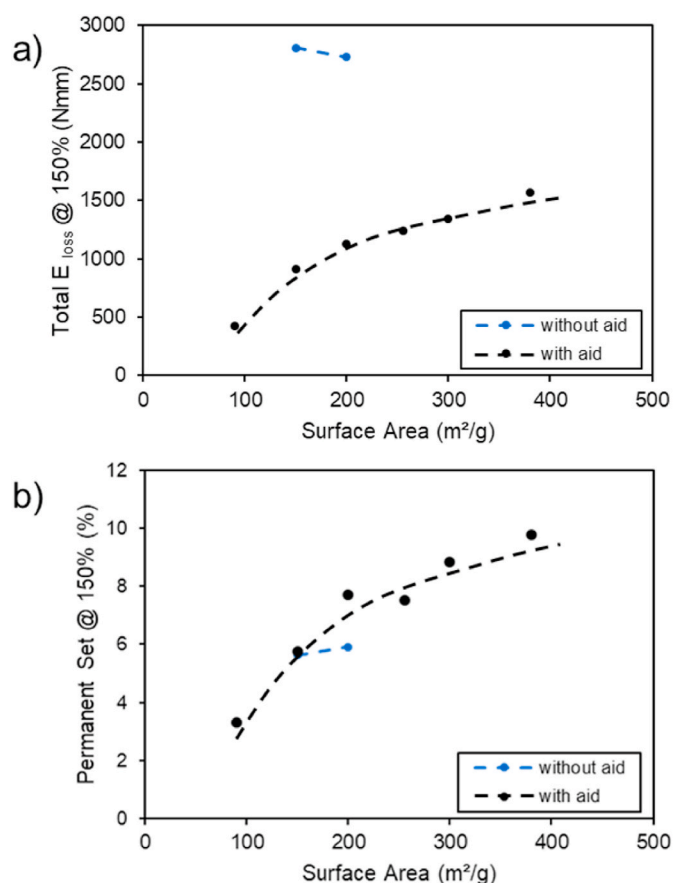 a)
3000
2500
2000
1500
1000
500
0
Total E loss @ 150% (Nmm)
without aid
with aid
0 100 200 300 400 500
Surface Area (m²/g)
b)
12
10
8
6
4
2
0
Permanent Set @ 150% (%)
without aid
with aid
0 100 200 300 400 500
Surface Area (m²/g)